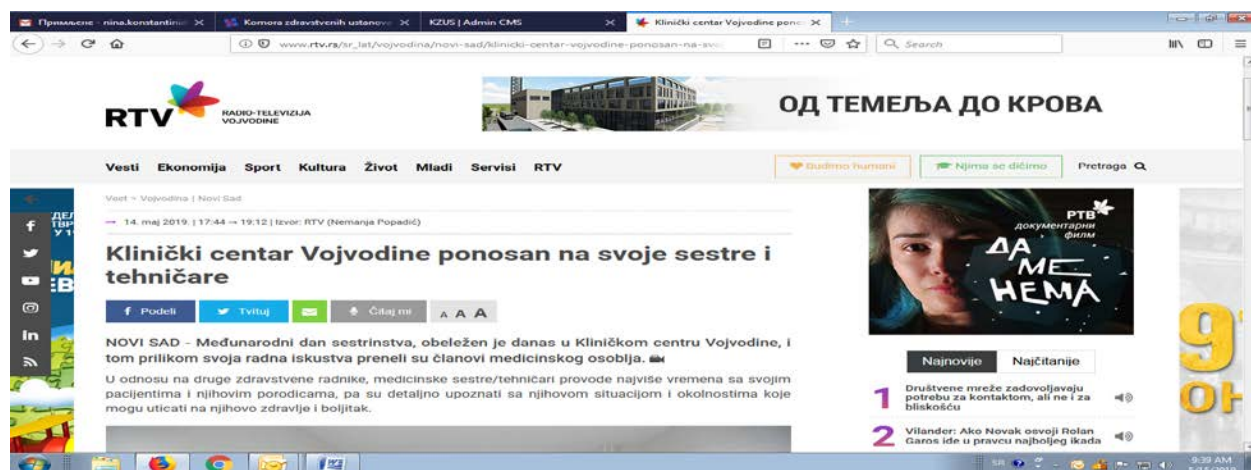 Примљене - nina.konstantinić
Komora zdravstvenih ustanova
KZUS | Admin CMS
Klinički centar Vojvodine pono
www.rtv.rs/sr_lat/vojvodina/novi-sad/klinicki-centar-vojvodine-ponosan-na-sv
Search
RTV
RADIO-TELEVIZIJA
VOJVODINE
ОД ТЕМЕЉА ДО КРОВА
Vesti Ekonomija Sport Kultura Život Mladi Servisi RTV
Budimo humani
Njima se dičimo
Pretraga
Vesti > Vojvodina | Novi Sad
14. maj 2019. | 17:44 → 19:12 | Izvor: RTV (Nemanja Popadić)
Klinički centar Vojvodine ponosan na svoje sestre i
tehničare
Podeli
Tvituj
Čitaj mi
A A A
NOVI SAD - Međunarodni dan sestrinstva, obeležen je danas u Kliničkom centru Vojvodine, i
tom prilikom svoja radna iskustva preneli su članovi medicinskog osoblja.
U odnosu na druge zdravstvene radnike, medicinske sestre/tehničari provode najviše vremena sa svojim
pacijentima i njihovim porodicama, pa su detaljno upoznati sa njihovom situacijom i okolnostima koje
mogu uticati na njihovo zdravlje i boljitak.
РТВ
документарни
филм
ДА
МЕ
НЕМА
Najnovije
Najčitanije
1
Društvene mreže zadovoljavaju
potrebu za kontaktom, ali ne i za
bliskošću
2
Vilander: Ako Novak osvoji Rolan
Garos ide u pravcu najboljeg ikada
SR
9:39 AM